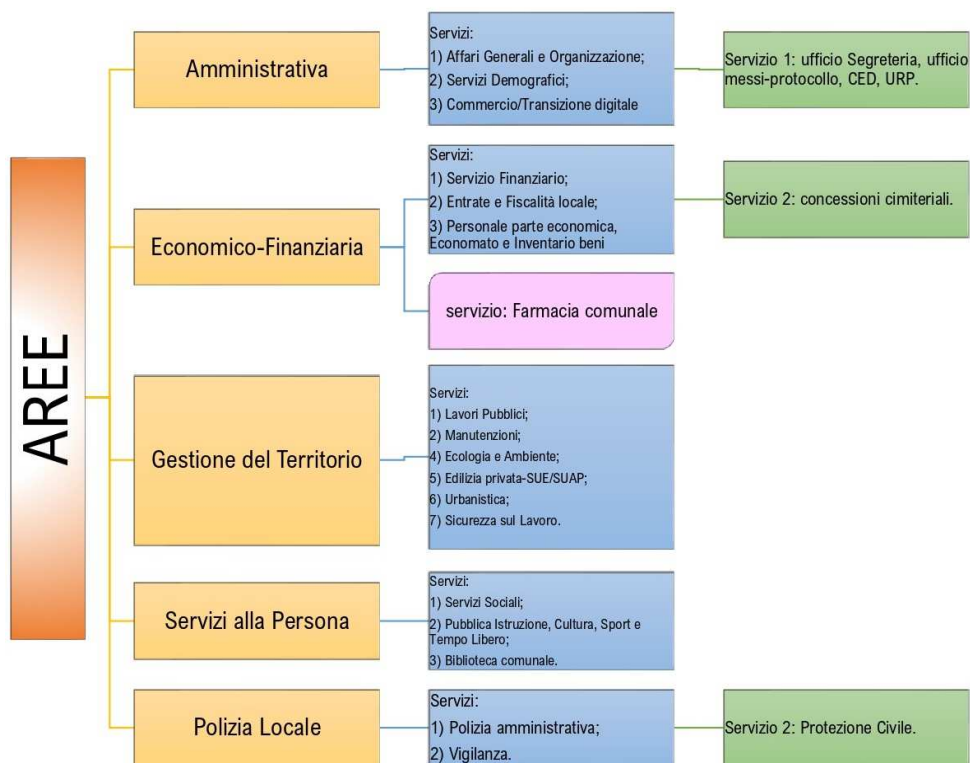 AREE
Amministrativa
Servizi:
1) Affari Generali e Organizzazione;
2) Servizi Demografici;
3) Commercio/Transizione digitale
Servizio 1: ufficio Segreteria, ufficio
messi-protocollo, CED, URP.
Economico-Finanziaria
Servizi:
1) Servizio Finanziario;
2) Entrate e Fiscalità locale;
3) Personale parte economica,
Economato e Inventario beni
Servizio 2: concessioni cimiteriali.
servizio: Farmacia comunale
Gestione del Territorio
Servizi:
1) Lavori Pubblici;
2) Manutenzioni;
4) Ecologia e Ambiente;
5) Edilizia privata-SUE/SUAP;
6) Urbanistica;
7) Sicurezza sul Lavoro.
Servizi alla Persona
Servizi:
1) Servizi Sociali;
2) Pubblica Istruzione, Cultura, Sport e
Tempo Libero;
3) Biblioteca comunale.
Polizia Locale
Servizi:
1) Polizia amministrativa;
2) Vigilanza.
Servizio 2: Protezione Civile.